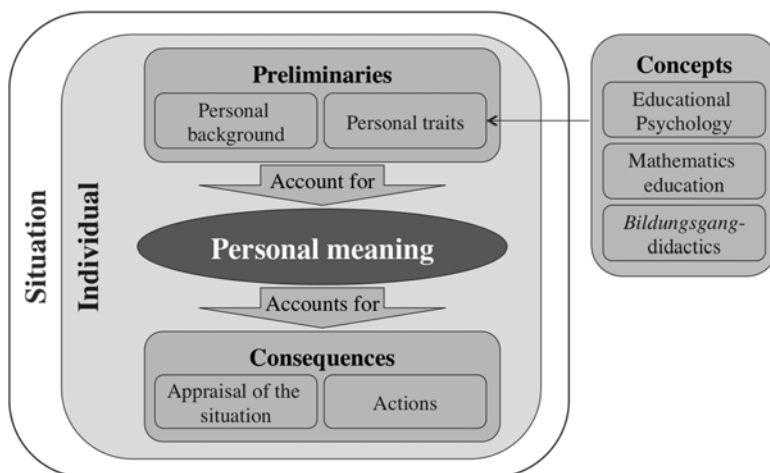 Situation
Individual
Preliminaries
Personal
background
Personal traits
Account for
Personal meaning
Accounts for
Consequences
Appraisal of the
situation
Actions
Concepts
Educational
Psychology
Mathematics
education
Bildungsgang-
didactics